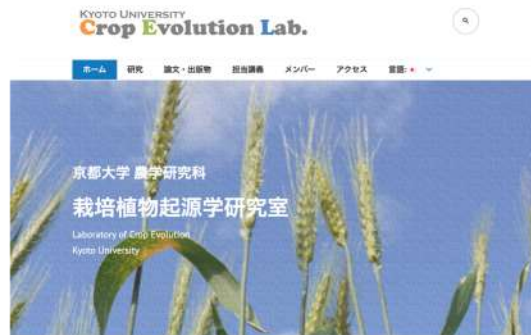 KYOTO UNIVERSITY
Crop Evolution Lab.
ホーム 研究 論文・出版物 担当講義 メンバー アクセス 言語:
京都大学 農学研究科
栽培植物起源学研究室
Laboratory of Crop Evolution
Kyoto University